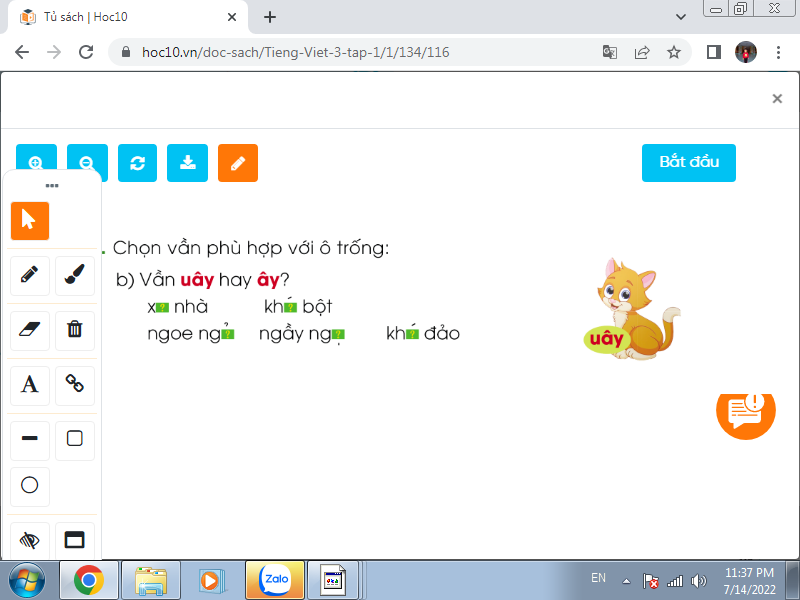 Tủ sách | Hoc10
hoc10.vn/doc-sach/Tieng-Viet-3-tap-1/1/134/116
Bắt đầu
. Chọn vần phù hợp với ô trống:
b) Vần uây hay ây?
x? nhà kh?́ bột
ngoe ng?̉ ngầy ng?̣ kh?́ đảo
uây
A
Zalo
EN
11:37 PM
7/14/2022